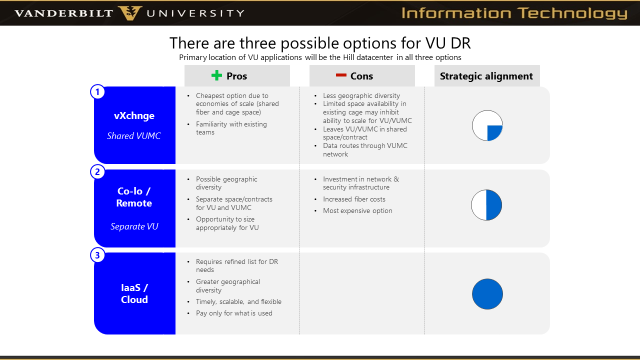 VANDERBILT V UNIVERSITY
Information Technology
There are three possible options for VU DR
Primary location of VU applications will be the Hill datacenter in all three options
Pros
Cons
Strategic alignment
1
vXchnge
Shared VUMC
• Cheapest option due to
economies of scale (shared
fiber and cage space)
• Familiarity with existing
teams
• Less geographic diversity
• Limited space availability in
existing cage may inhibit
ability to scale for VU/VUMC
• Leaves VU/VUMC in shared
space/contract
• Data routes through VUMC
network
2
Co-lo /
Remote
Separate VU
• Possible geographic
diversity
• Separate space/contracts
for VU and VUMC
• Opportunity to size
appropriately for VU
• Investment in network &
security infrastructure
• Increased fiber costs
• Most expensive option
3
IaaS /
Cloud
• Requires refined list for DR
needs
• Greater geographical
diversity
• Timely, scalable, and flexible
• Pay only for what is used